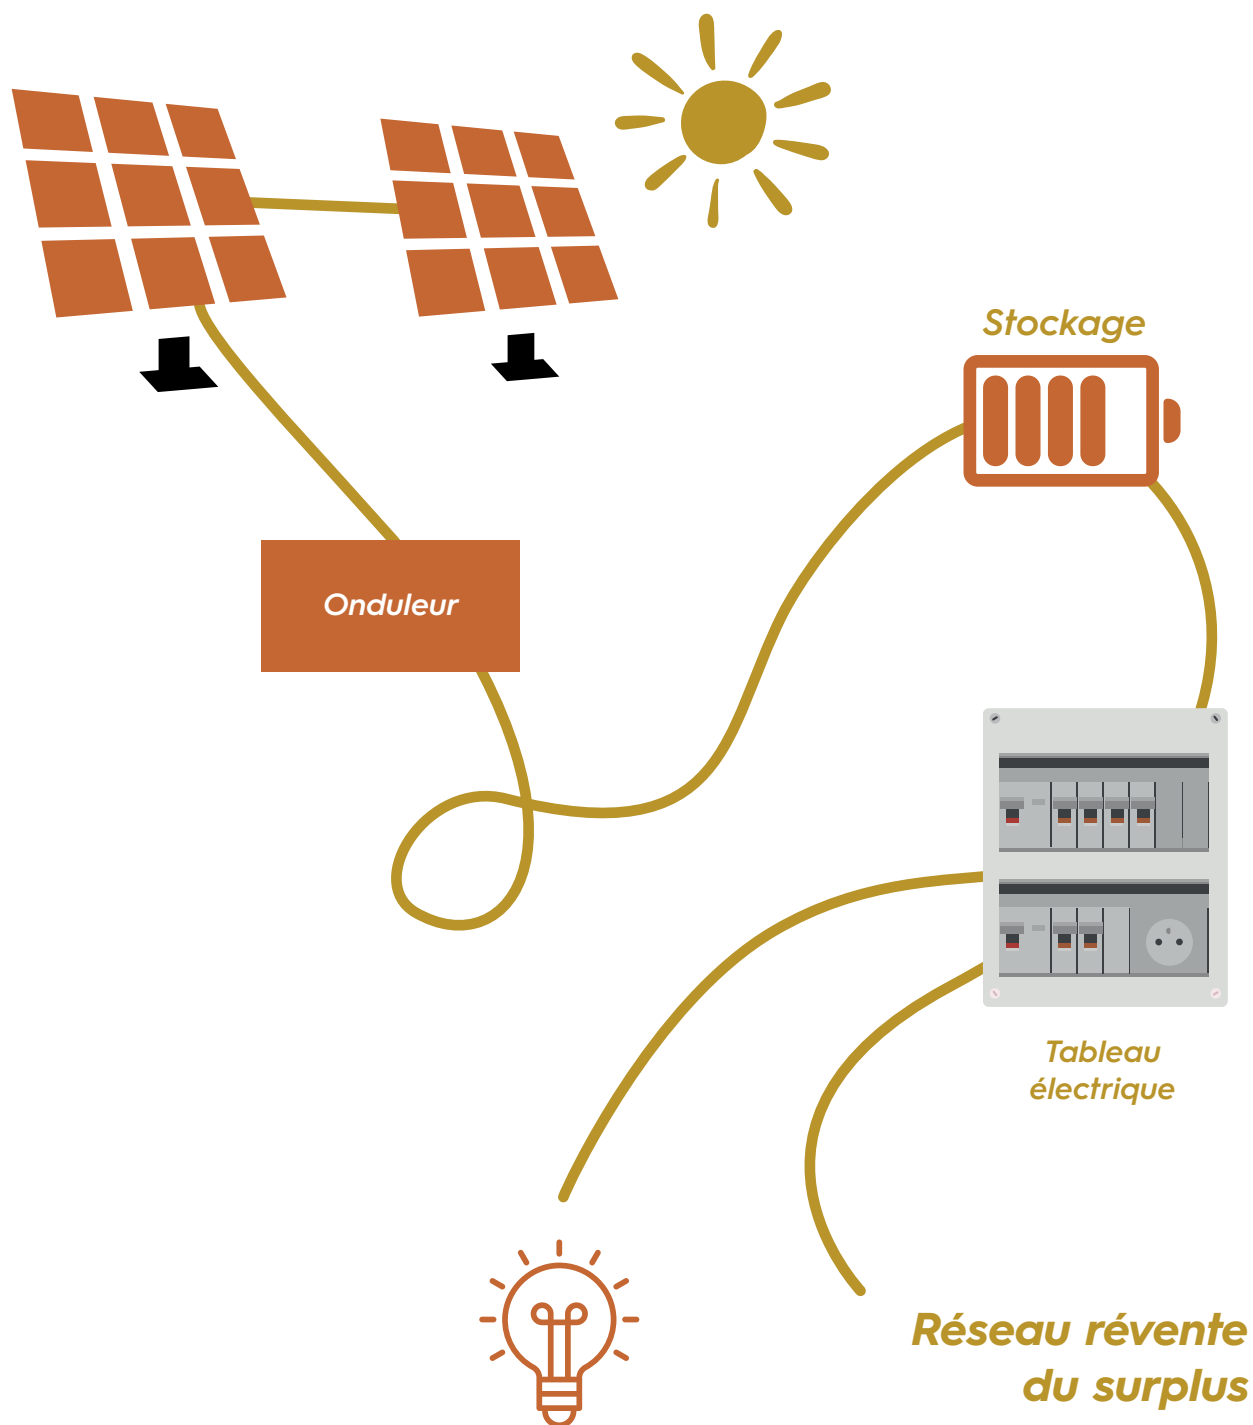 Stockage
Onduleur
Tableau
électrique
Réseau révente
du surplus